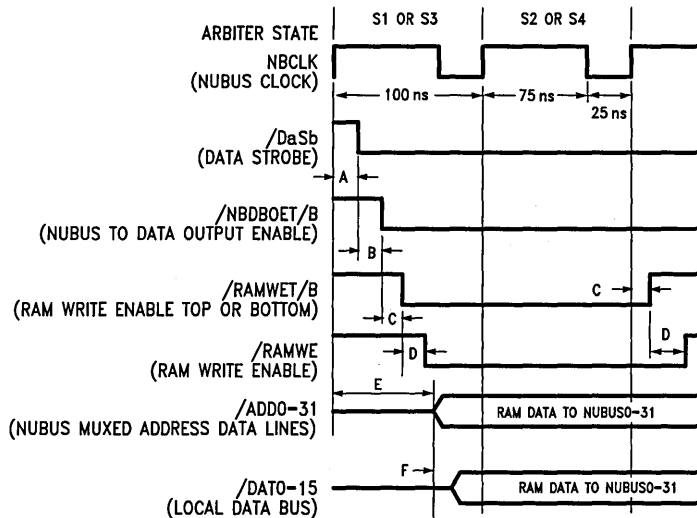 S1 OR S3
S2 OR S4
ARBITER STATE
NBCLK
(NUBUS CLOCK)
100 ns
75 ns
25 ns
/DaSb
(DATA STROBE)
A
/NBDBOET/B
(NUBUS TO DATA OUTPUT ENABLE)
B
/RAMWET/B
(RAM WRITE ENABLE TOP OR BOTTOM)
C
C
/RAMWE
(RAM WRITE ENABLE)
D
D
E
/ADD0-31
(NUBUS MUXED ADDRESS DATA LINES)
RAM DATA TO NUBUS0-31
F
/DAT0-15
(LOCAL DATA BUS)
RAM DATA TO NUBUS0-31